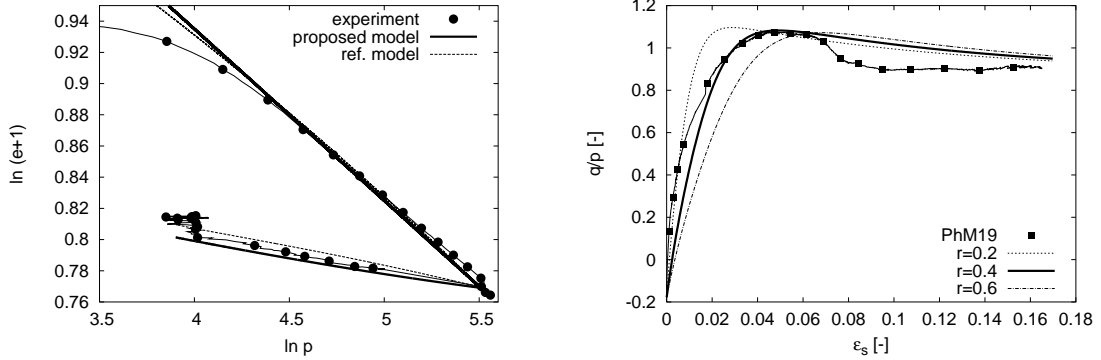 0.94
0.92
0.9
0.88
0.86
0.84
0.82
0.8
0.78
0.76
3.5 4 4.5 5 5.5
ln (e+1)
ln p
experiment
proposed model
ref. model
1.2
1
0.8
0.6
0.4
0.2
0
-0.2
0 0.02 0.04 0.06 0.08 0.1 0.12 0.14 0.16 0.18
q/p [-]
εs [-]
PhM19
r=0.2
r=0.4
r=0.6